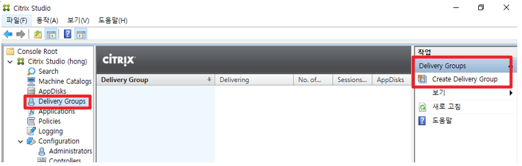 Citrix Studio
파일(F) 동작(A) 보기(V) 도움말(H)
Console Root
Citrix Studio (hong)
Search
Machine Catalogs
AppDisks
Delivery Groups
Applications
Policies
Logging
Configuration
Administrators
Controllers
CITRIX
Delivery Group Delivering No. of... Sessions... AppDisks
작업
Delivery Groups
Create Delivery Group
보기
새로 고침
도움말